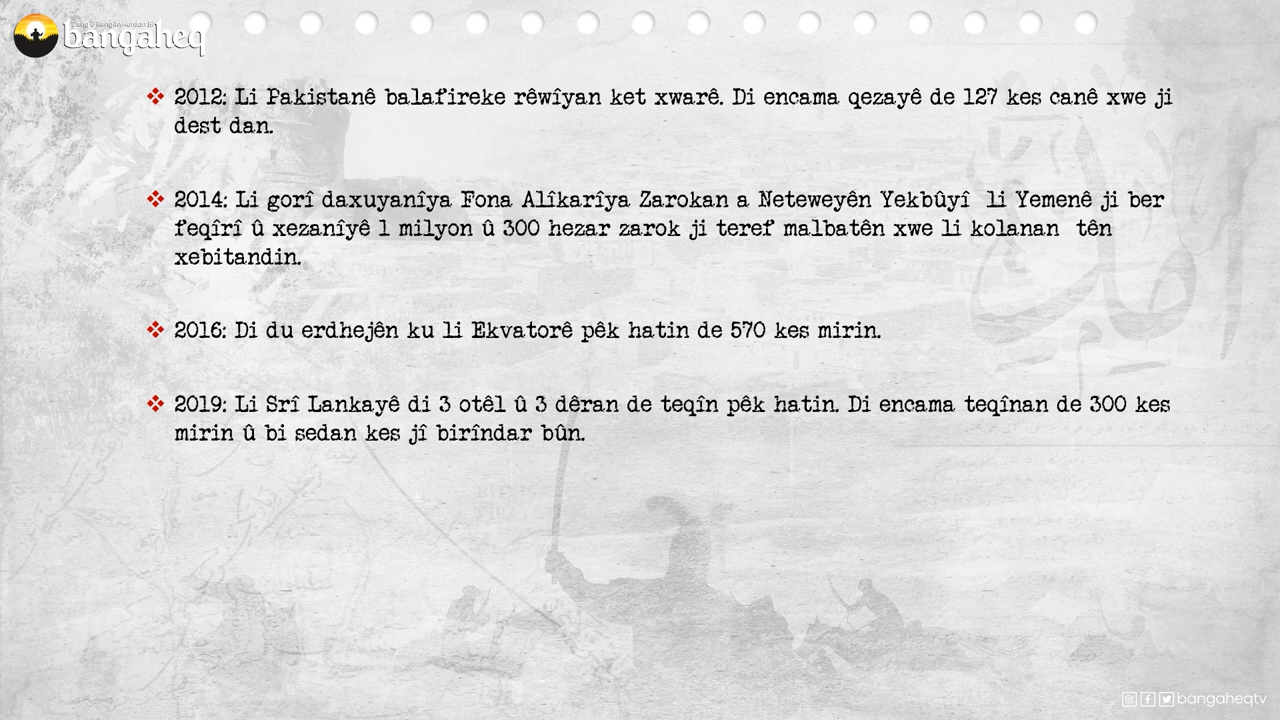 bangaheq
2012: Li Pakistanê balafireke rêwîyan ket xwarê. Di encama qezayê de 127 kes canê xwe ji
dest dan.
2014: Li gorî daxuyanîya Fona Alîkarîya Zarokan a Neteweyên Yekbûyî li Yemenê ji ber
feqîrî û xezanîyê 1 milyon û 300 hezar zarok ji teref malbatên xwe li kolanan tên
xebitandin.
2016: Di du erdhejên ku li Ekvatorê pêk hatin de 570 kes mirin.
2019: Li Srî Lankayê di 3 otêl û 3 dêran de teqîn pêk hatin. Di encama teqînan de 300 kes
mirin û bi sedan kes jî birîndar bûn.
bangaheqtv